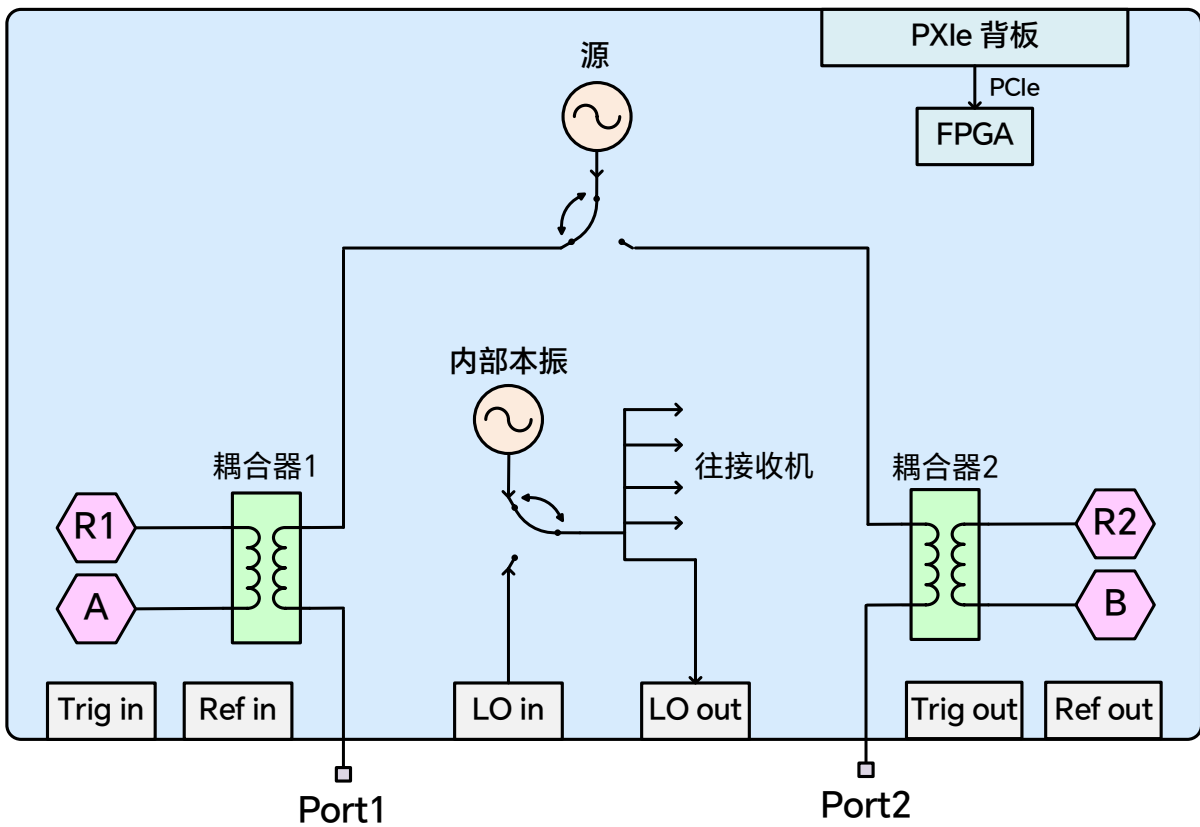 PXIe 背板
源
PCIe
FPGA
内部本振
耦合器1
往接收机
耦合器2
R1
R2
A
B
Trig in
Ref in
LO in
LO out
Trig out
Ref out
Port1
Port2